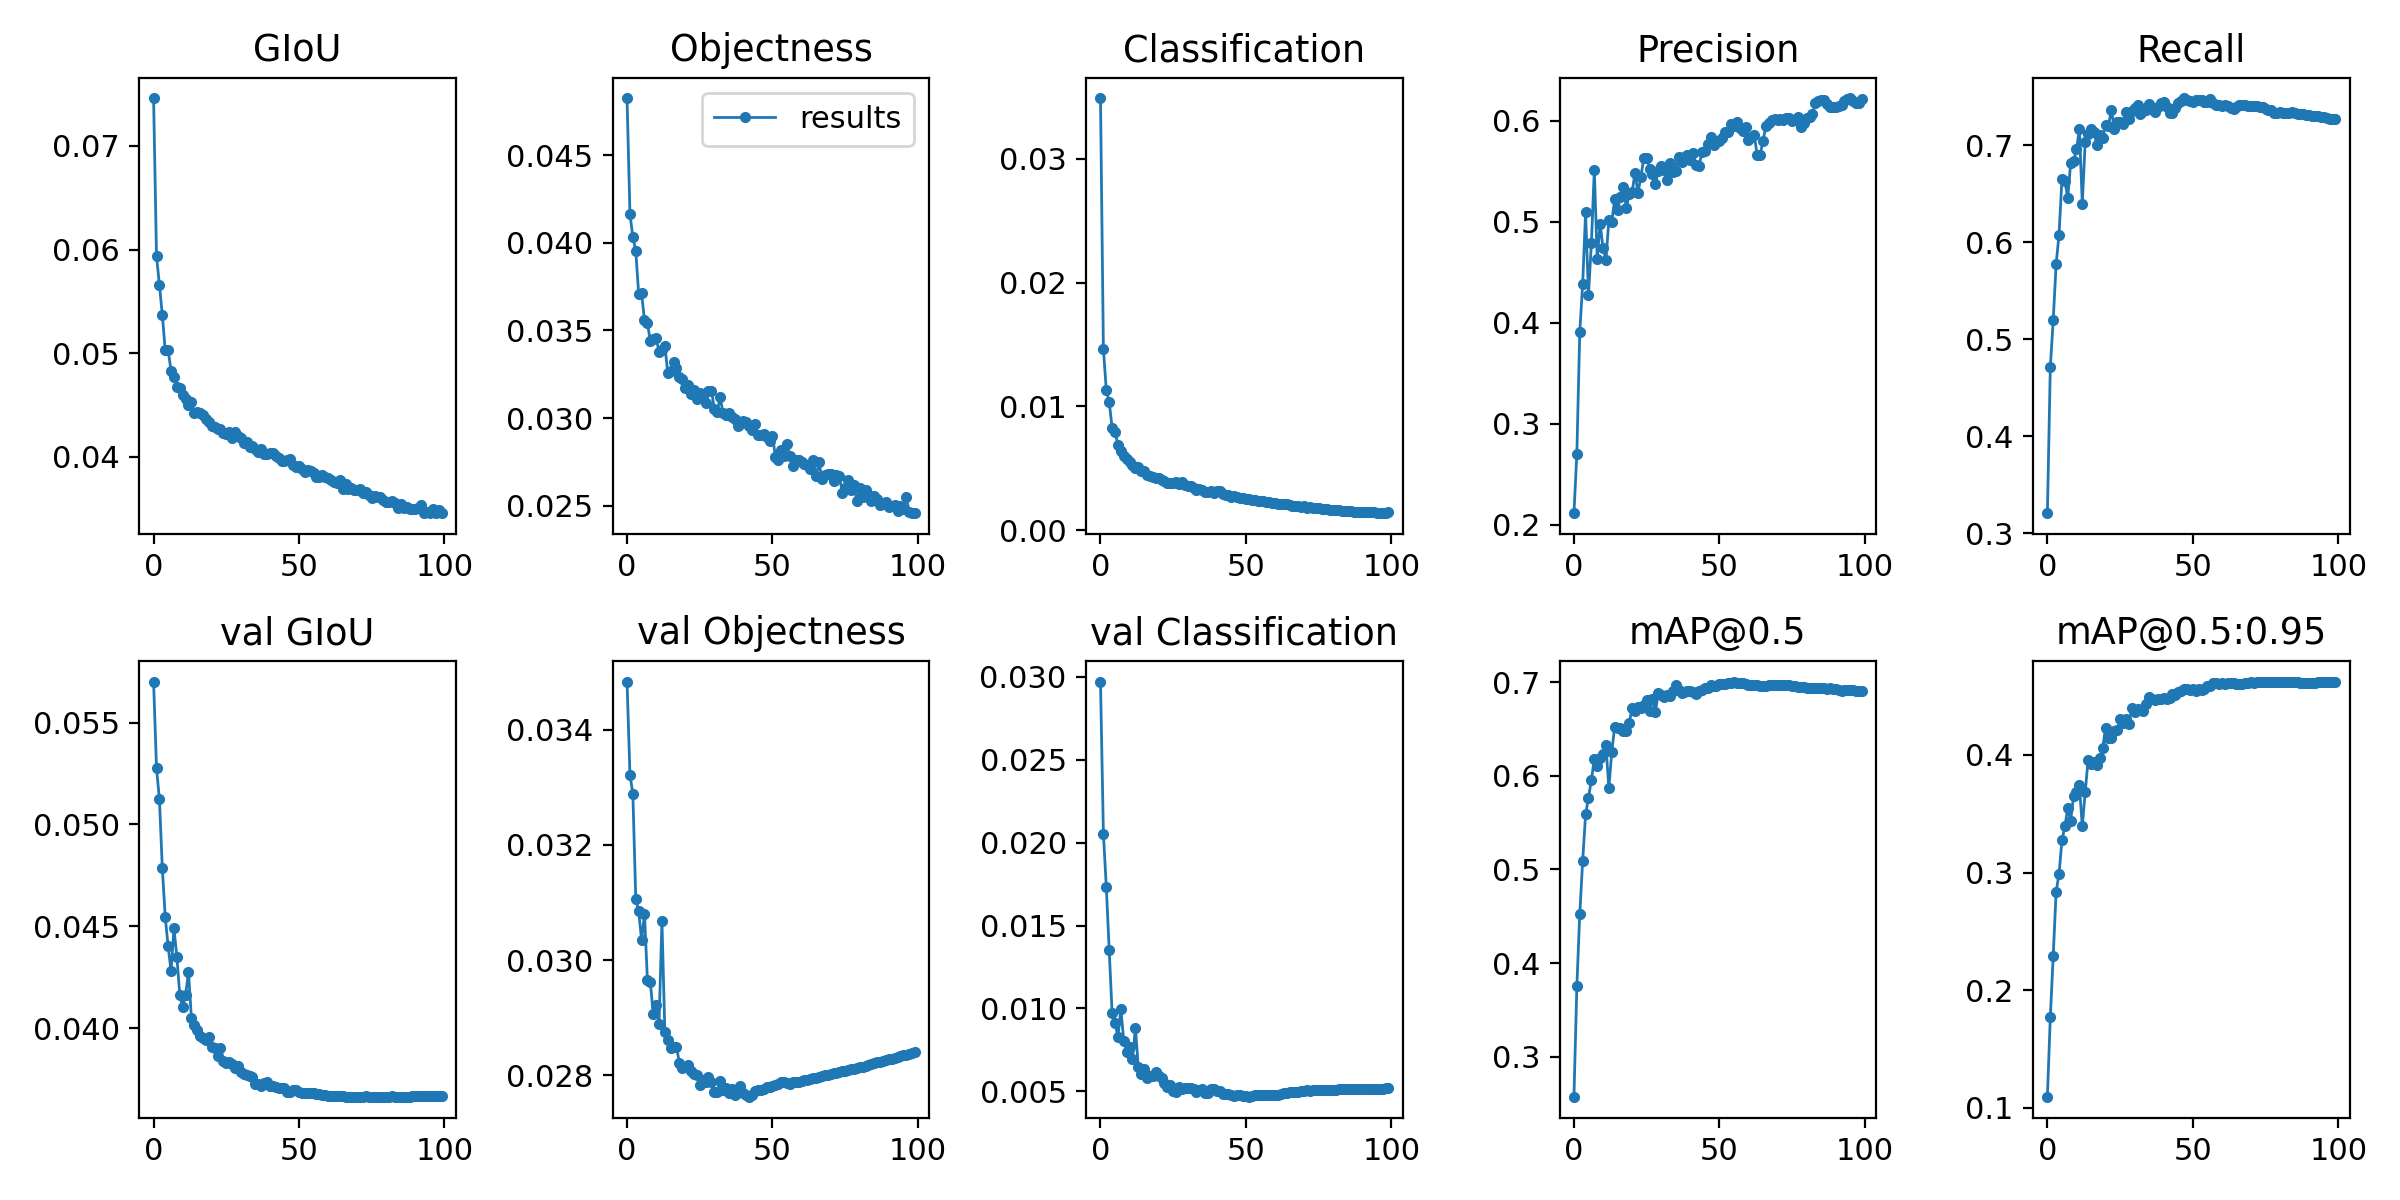 GIoU
Objectness
Classification
Precision
Recall
results
0.07
0.06
0.05
0.04
0 50 100
0.045
0.040
0.035
0.030
0.025
0 50 100
0.03
0.02
0.01
0.00
0 50 100
0.6
0.5
0.4
0.3
0.2
0 50 100
0.7
0.6
0.5
0.4
0.3
0 50 100
val GIoU
val Objectness
val Classification
mAP@0.5
mAP@0.5:0.95
0.055
0.050
0.045
0.040
0 50 100
0.034
0.032
0.030
0.028
0 50 100
0.030
0.025
0.020
0.015
0.010
0.005
0 50 100
0.7
0.6
0.5
0.4
0.3
0 50 100
0.4
0.3
0.2
0.1
0 50 100